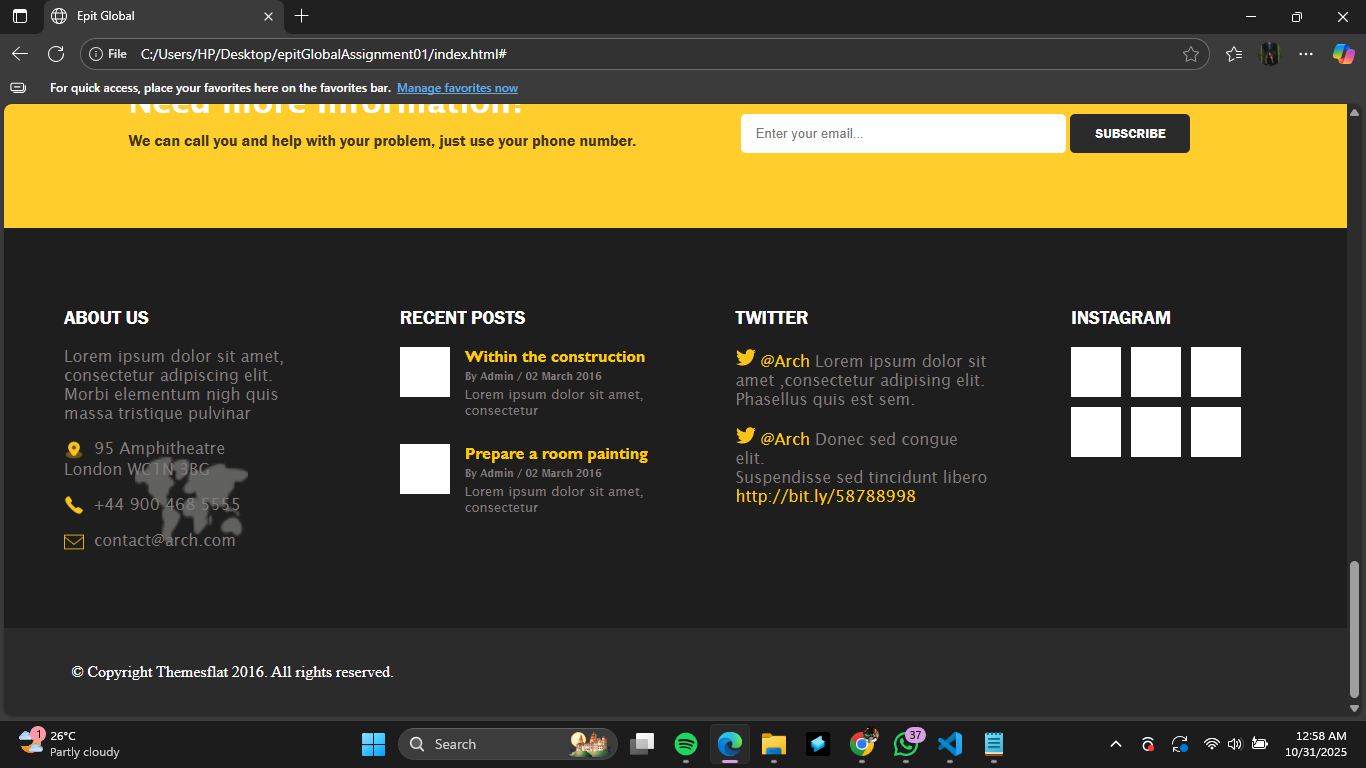 Epit Global
File C:/Users/HP/Desktop/epitGlobalAssignment01/index.html#
For quick access, place your favorites here on the favorites bar. Manage favorites now
Need more information?
We can call you and help with your problem, just use your phone number.
Enter your email...
SUBSCRIBE
ABOUT US
Lorem ipsum dolor sit amet,
consectetur adipiscing elit.
Morbi elementum nigh quis
massa tristique pulvinar
95 Amphitheatre
London WC1N 3BG
+44 900 468 5555
contact@arch.com
RECENT POSTS
Within the construction
By Admin / 02 March 2016
Lorem ipsum dolor sit amet,
consectetur
Prepare a room painting
By Admin / 02 March 2016
Lorem ipsum dolor sit amet,
consectetur
TWITTER
@Arch Lorem ipsum dolor sit
amet ,consectetur adipising elit.
Phasellus quis est sem.
@Arch Donec sed congue
elit.
Suspendisse sed tincidunt libero
http://bit.ly/58788998
INSTAGRAM
© Copyright Themesflat 2016. All rights reserved.
1
26°C
Partly cloudy
Search
37
12:58 AM
10/31/2025